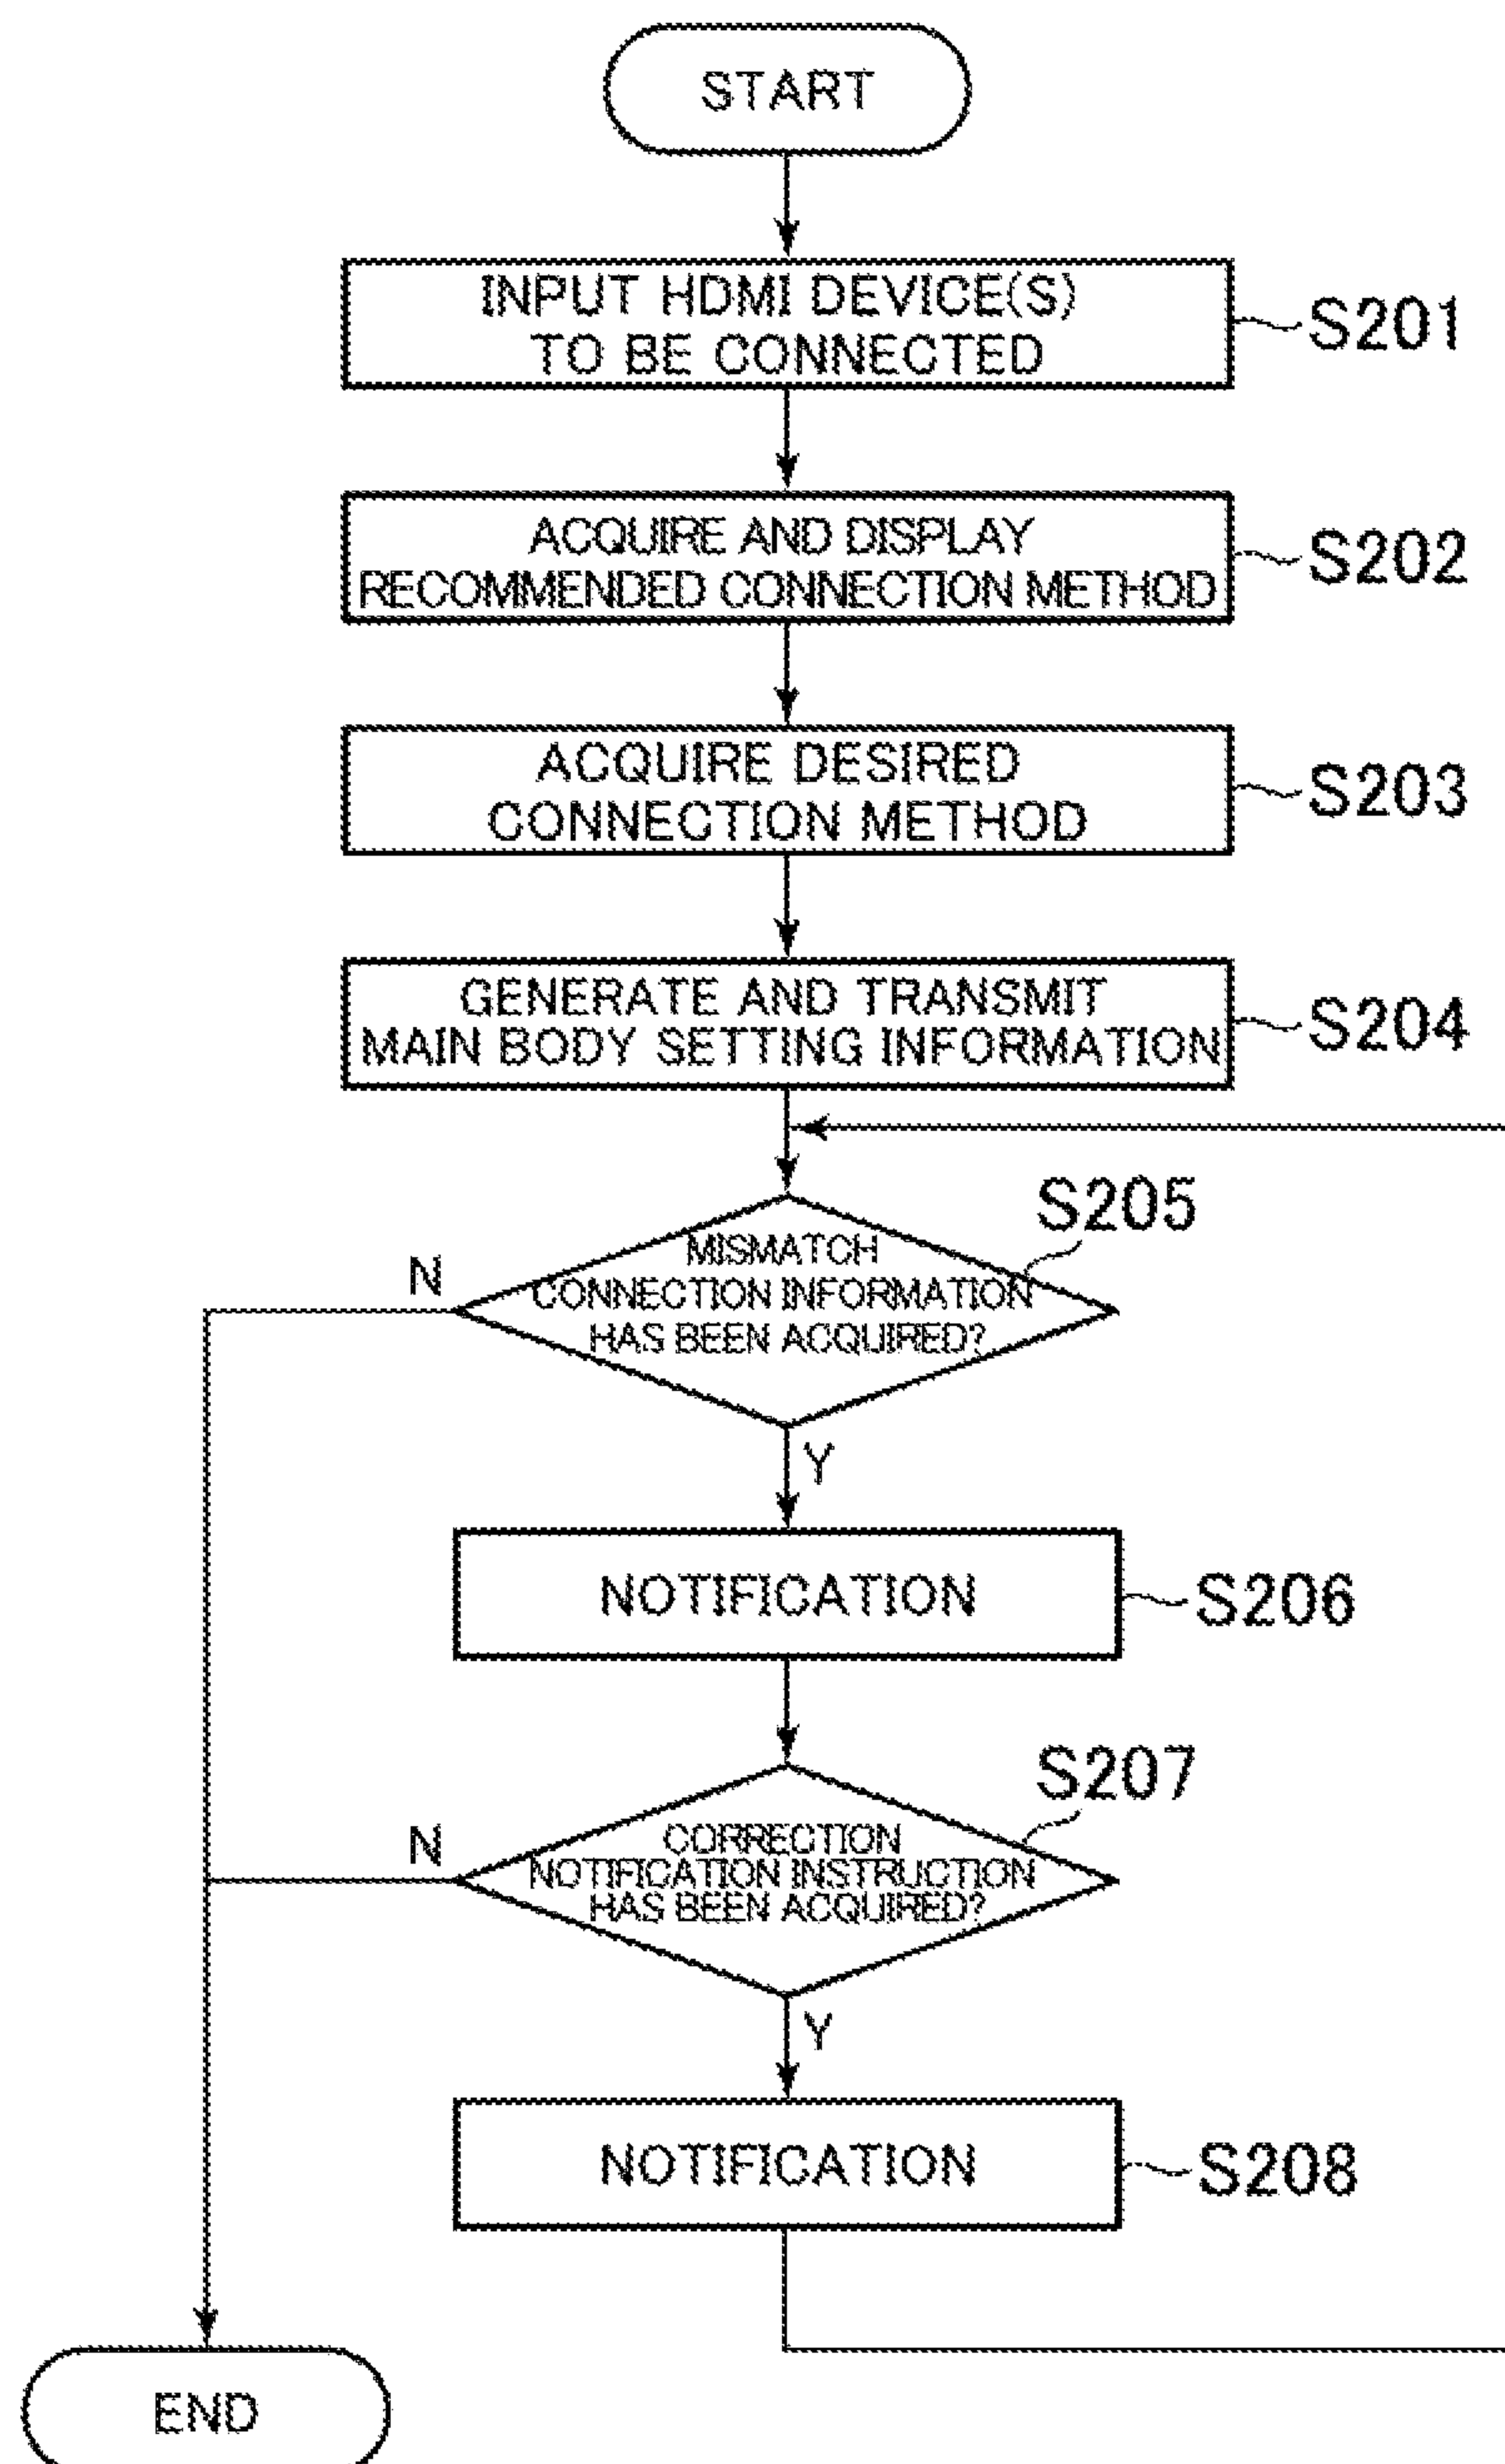 START
INPUT HDMI DEVICE(S)
TO BE CONNECTED
S201
ACQUIRE AND DISPLAY
RECOMMENDED CONNECTION METHOD
S202
ACQUIRE DESIRED
CONNECTION METHOD
S203
GENERATE AND TRANSMIT
MAIN BODY SETTING INFORMATION
S204
S205
MISMATCH
CONNECTION INFORMATION
HAS BEEN ACQUIRED?
N
Y
NOTIFICATION
S206
S207
CORRECTION
NOTIFICATION INSTRUCTION
HAS BEEN ACQUIRED?
N
Y
NOTIFICATION
S208
END